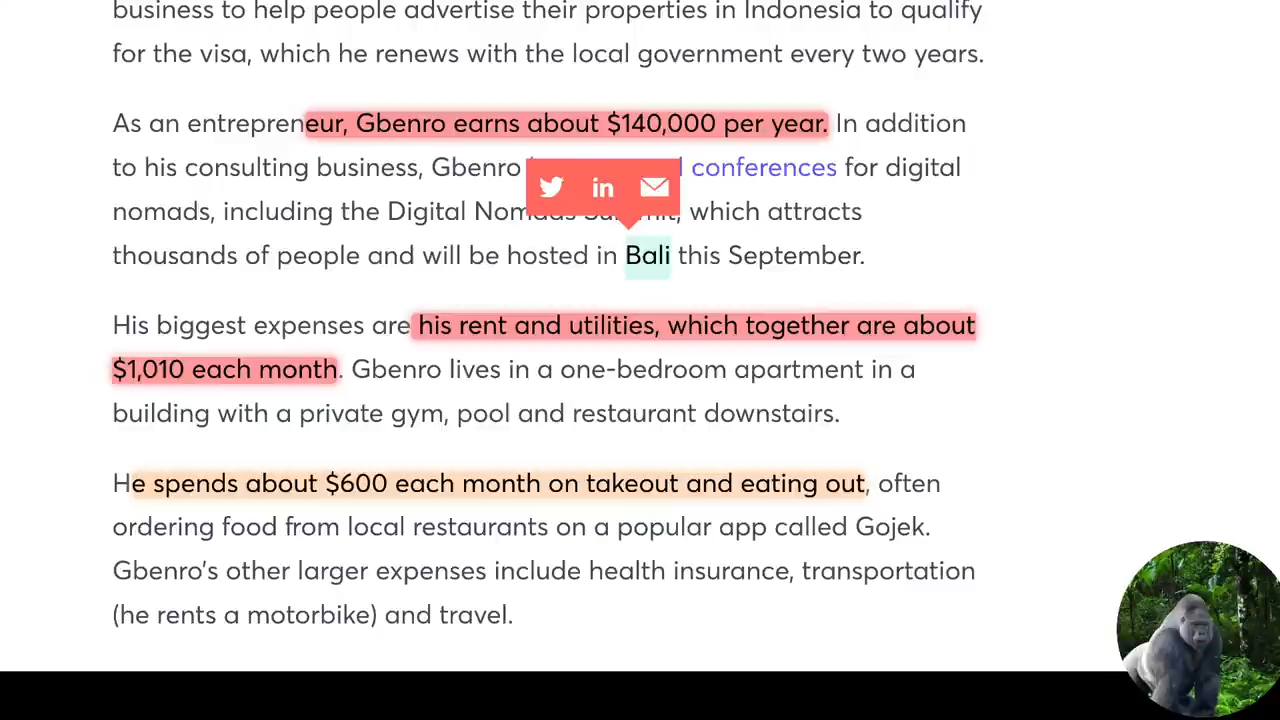 business to help people advertise their properties in Indonesia to qualify
for the visa, which he renews with the local government every two years.
As an entrepreneur, Gbenro earns about $140,000 per year. In addition
to his consulting business, Gbenro conferences for digital
nomads, including the Digital Nomads Summit, which attracts
thousands of people and will be hosted in Bali this September.
His biggest expenses are his rent and utilities, which together are about
$1,010 each month. Gbenro lives in a one-bedroom apartment in a
building with a private gym, pool and restaurant downstairs.
He spends about $600 each month on takeout and eating out, often
ordering food from local restaurants on a popular app called Gojek.
Gbenro's other larger expenses include health insurance, transportation
(he rents a motorbike) and travel.